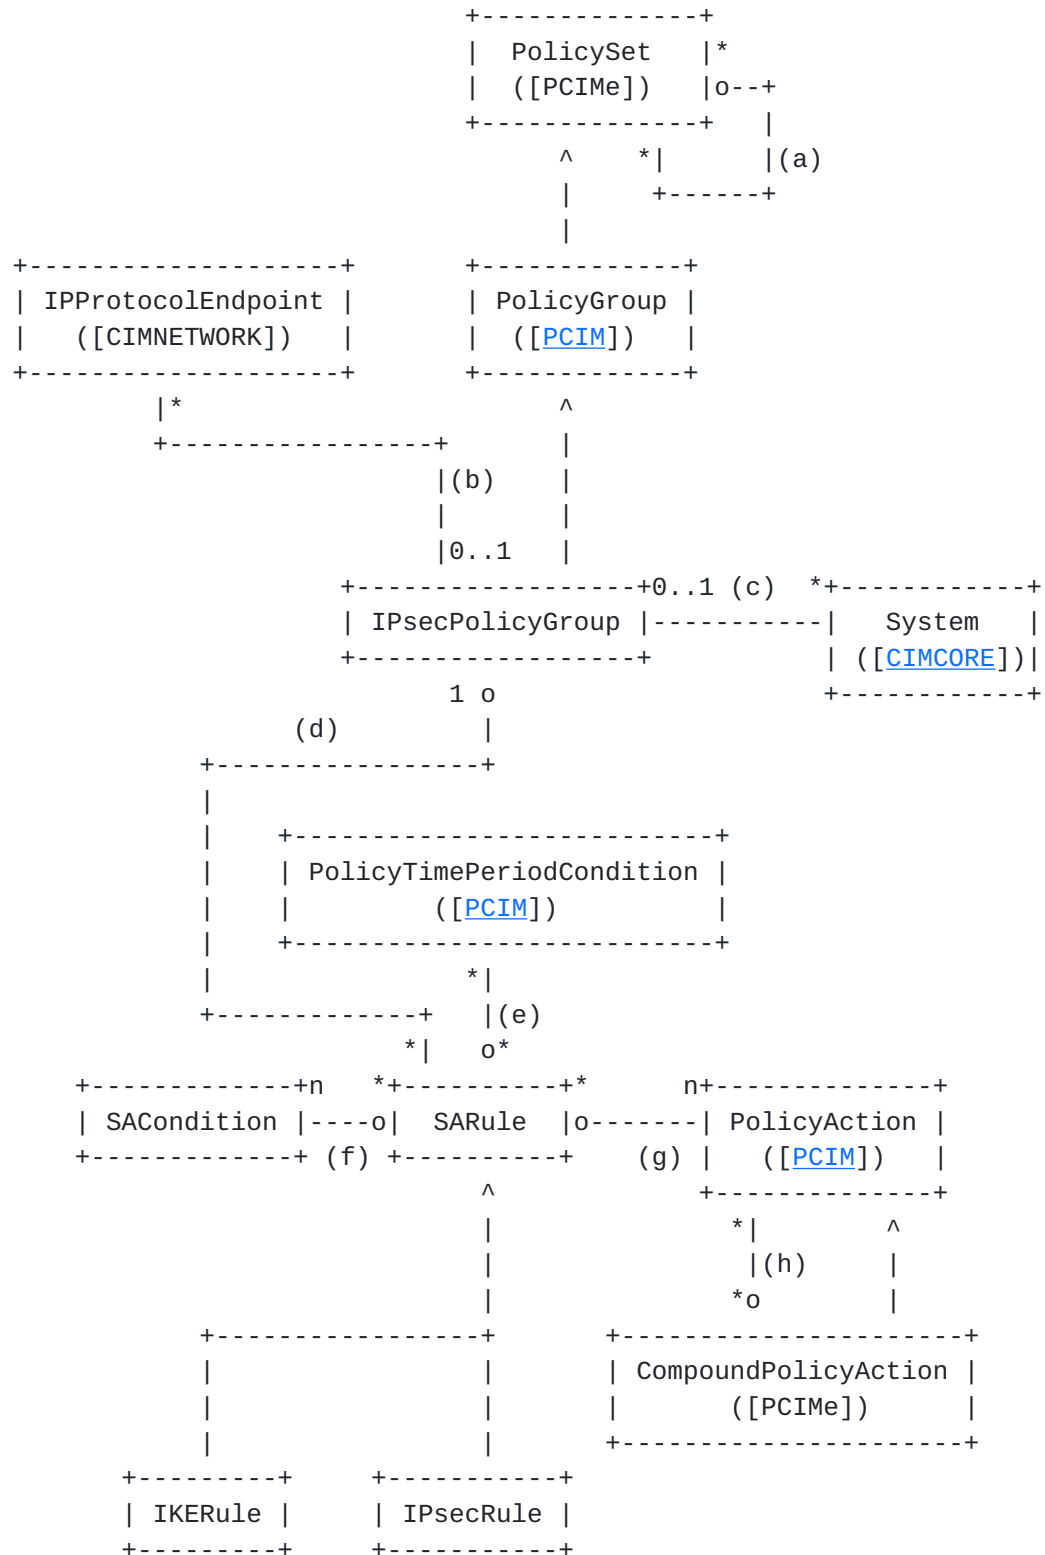 +--------------+
                             |  PolicySet   |*
                             |  ([PCIMe])   |o--+
                             +--------------+   |
                                   ^    *|      |(a)
                                   |     +------+
                                   |
+--------------------+       +-------------+
| IPProtocolEndpoint |       | PolicyGroup |
|   ([CIMNETWORK])   |       |  ([PCIM])   |
+--------------------+       +-------------+
         |*                        ^
         +-----------------+       |
                           |(b)    |
                           |       |
                           |0..1   |
                     +------------------+0..1 (c)  *+------------+
                     | IPsecPolicyGroup |-----------|   System   |
                     +------------------+           | ([CIMCORE])|
                            1 o                     +------------+
                  (d)         |
            +-----------------+
            |
            |    +---------------------------+
            |    | PolicyTimePeriodCondition |
            |    |         ([PCIM])          |
            |    +---------------------------+
            |                *|
            +-------------+   |(e)
                         *|   o*
    +-------------+n   *+----------+*      n+--------------+
    | SACondition |----o|  SARule  |o-------| PolicyAction |
    +-------------+ (f) +----------+    (g) |   ([PCIM])   |
                              ^             +--------------+
                              |               *|        ^
                              |                |(h)     |
                              |               *o        |
            +-----------------+       +----------------------+
            |                 |       | CompoundPolicyAction |
            |                 |       |       ([PCIMe])      |
            |                 |       +----------------------+
       +---------+     +-----------+
       | IKERule |     | IPsecRule |
       +---------+     +-----------+